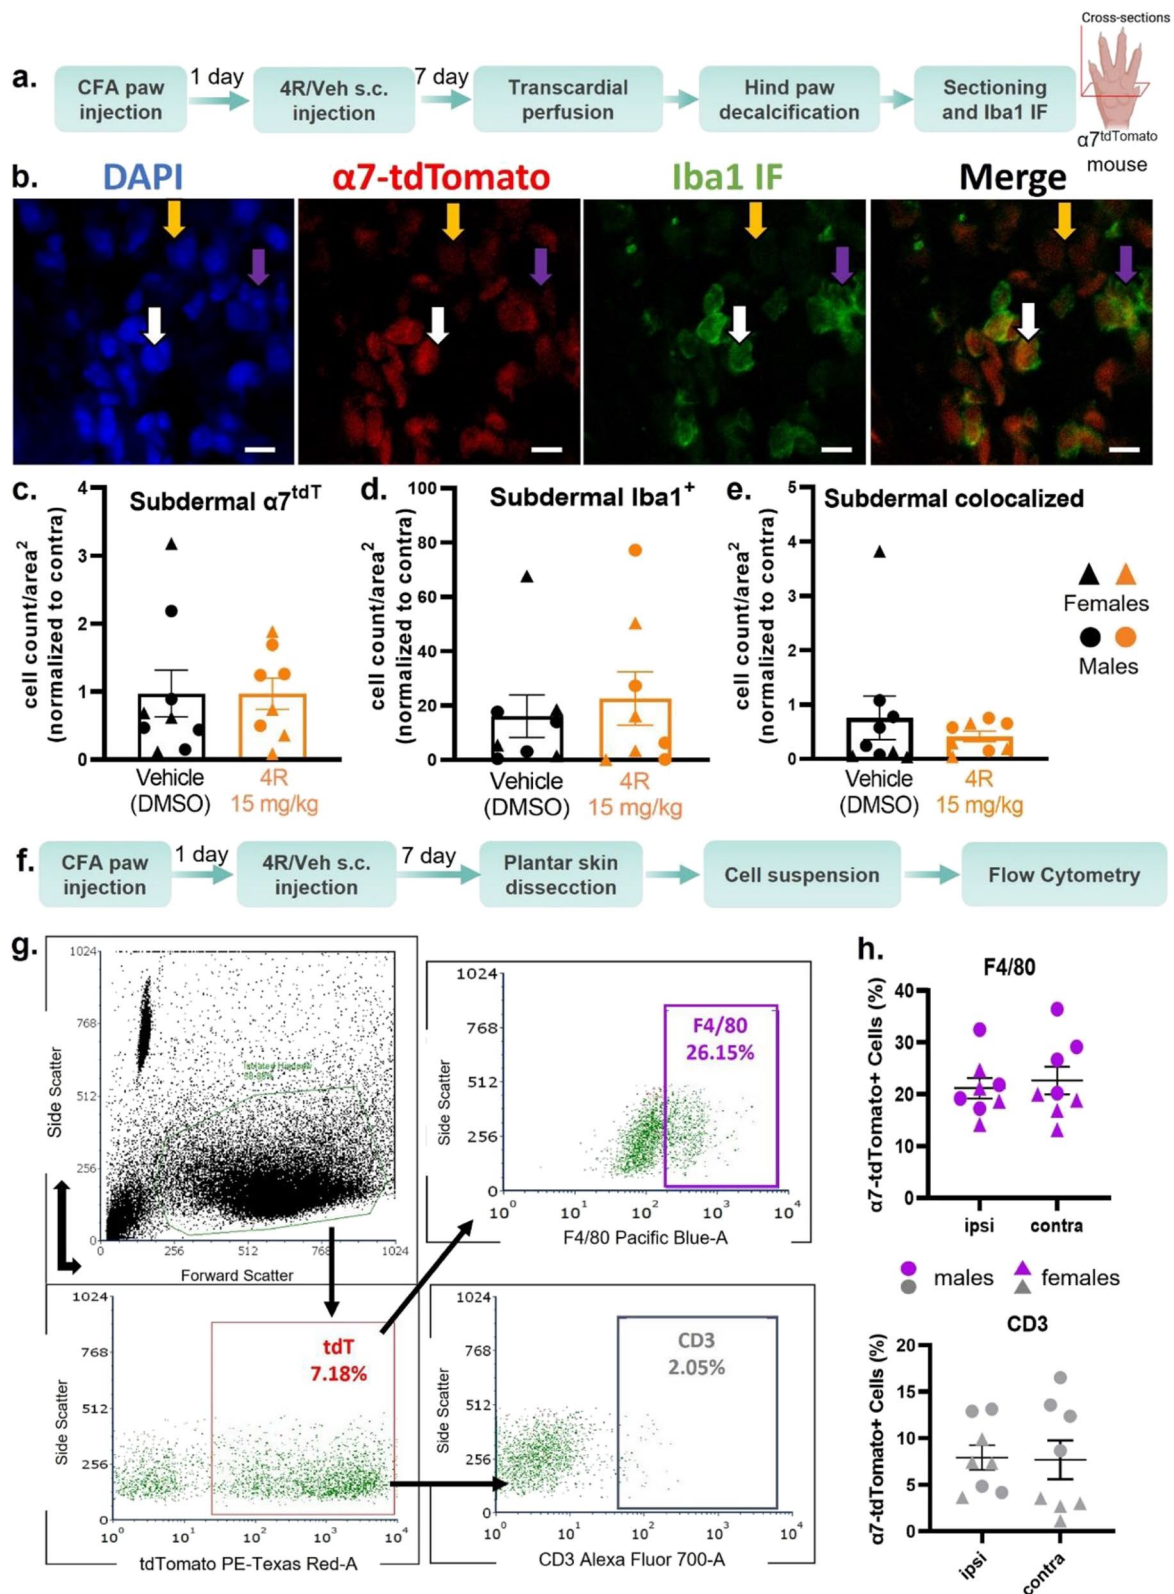 Cross-sections
a.
CFA paw
injection
1 day
4R/Veh s.c.
injection
7 day
Transcardial
perfusion
Hind paw
decalcification
Sectioning
and Iba1 IF
α7tdTomato
mouse
b.
DAPI
α7-tdTomato
Iba1 IF
Merge
c.
Subdermal α7tdT
cell count/area2
(normalized to contra)
4
3
2
1
0
Vehicle
(DMSO)
4R
15 mg/kg
d.
Subdermal Iba1+
cell count/area2
(normalized to contra)
100
80
60
40
20
0
Vehicle
(DMSO)
4R
15 mg/kg
e.
Subdermal colocalized
cell count/area2
(normalized to contra)
5
4
3
2
1
0
Vehicle
(DMSO)
4R
15 mg/kg
Females
Males
f.
CFA paw
injection
1 day
4R/Veh s.c.
injection
7 day
Plantar skin
dissecction
Cell suspension
Flow Cytometry
g.
1024
768
512
256
0
Side Scatter
0 256 512 768 1024
Forward Scatter
1024
768
512
256
0
Side Scatter
F4/80
26.15%
100 101 102 103 104
F4/80 Pacific Blue-A
1024
768
512
256
0
Side Scatter
tdT
7.18%
100 101 102 103 104
tdTomato PE-Texas Red-A
1024
768
512
256
0
Side Scatter
CD3
2.05%
100 101 102 103 104
CD3 Alexa Fluor 700-A
h.
F4/80
α7-tdTomato+ Cells (%)
40
30
20
10
0
ipsi contra
males females
CD3
α7-tdTomato+ Cells (%)
20
15
10
5
0
ipsi contra